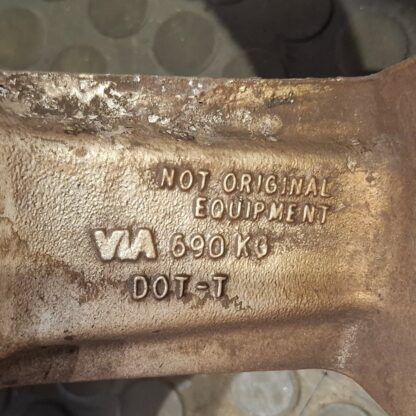 NOT ORIGINAL
EQUIPMENT
VIA 690 KG
DOT-T